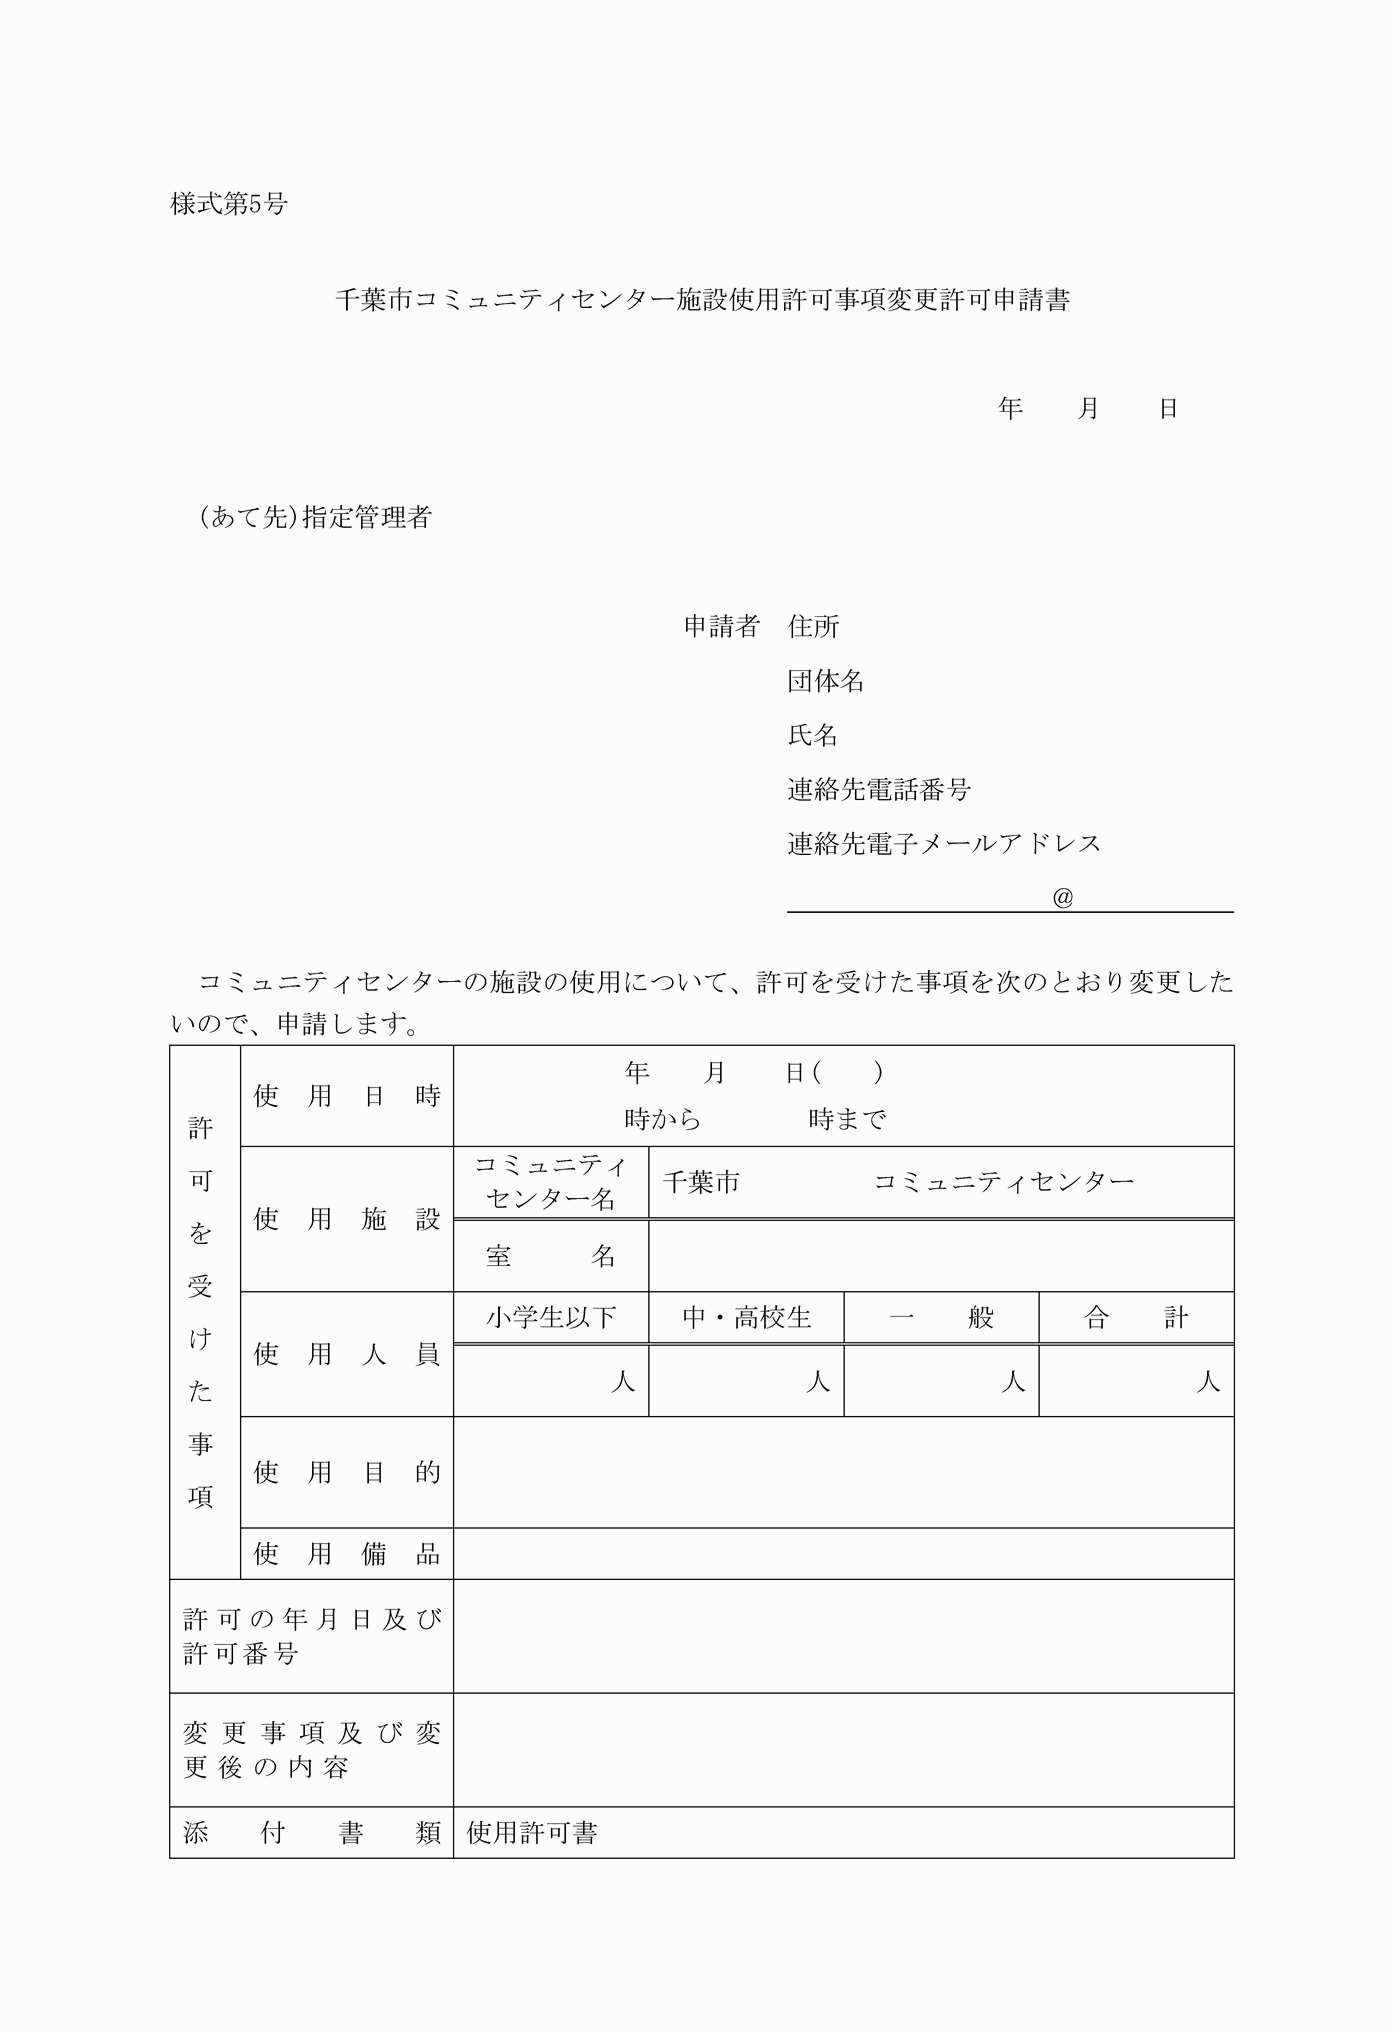 様式第5号
千葉市コミュニティセンター施設使用許可事項変更許可申請書
年　　月　　日
(あて先)指定管理者
申請者　住所
団体名
氏名
連絡先電話番号
連絡先電子メールアドレス
@
コミュニティセンターの施設の使用について、許可を受けた事項を次のとおり変更した
いので、申請します。
許可を受けた事項
使用日時
年　　月　　日(　　)
時から　　　　時まで
使用施設
コミュニティ
センター名
千葉市　　　　　コミュニティセンター
室　　　名
使用人員
小学生以下
中・高校生
一　　般
合　　計
人
人
人
人
使用目的
使用備品
許可の年月日及び
許可番号
変更事項及び変
更後の内容
添付書類
使用許可書